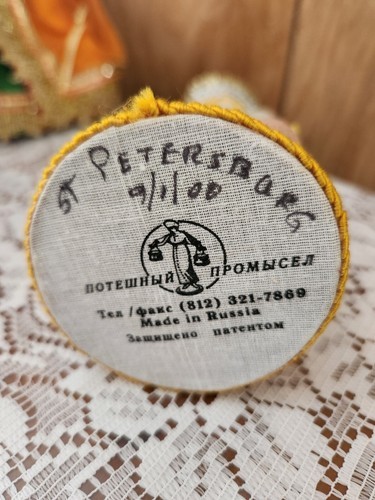 ST PETERSBURG
9/1/00
ПОТЕШНЫЙ ПРОМЫСЕЛ
Тел /факс (812) 321-7869
Made in Russia
Защищено патентом